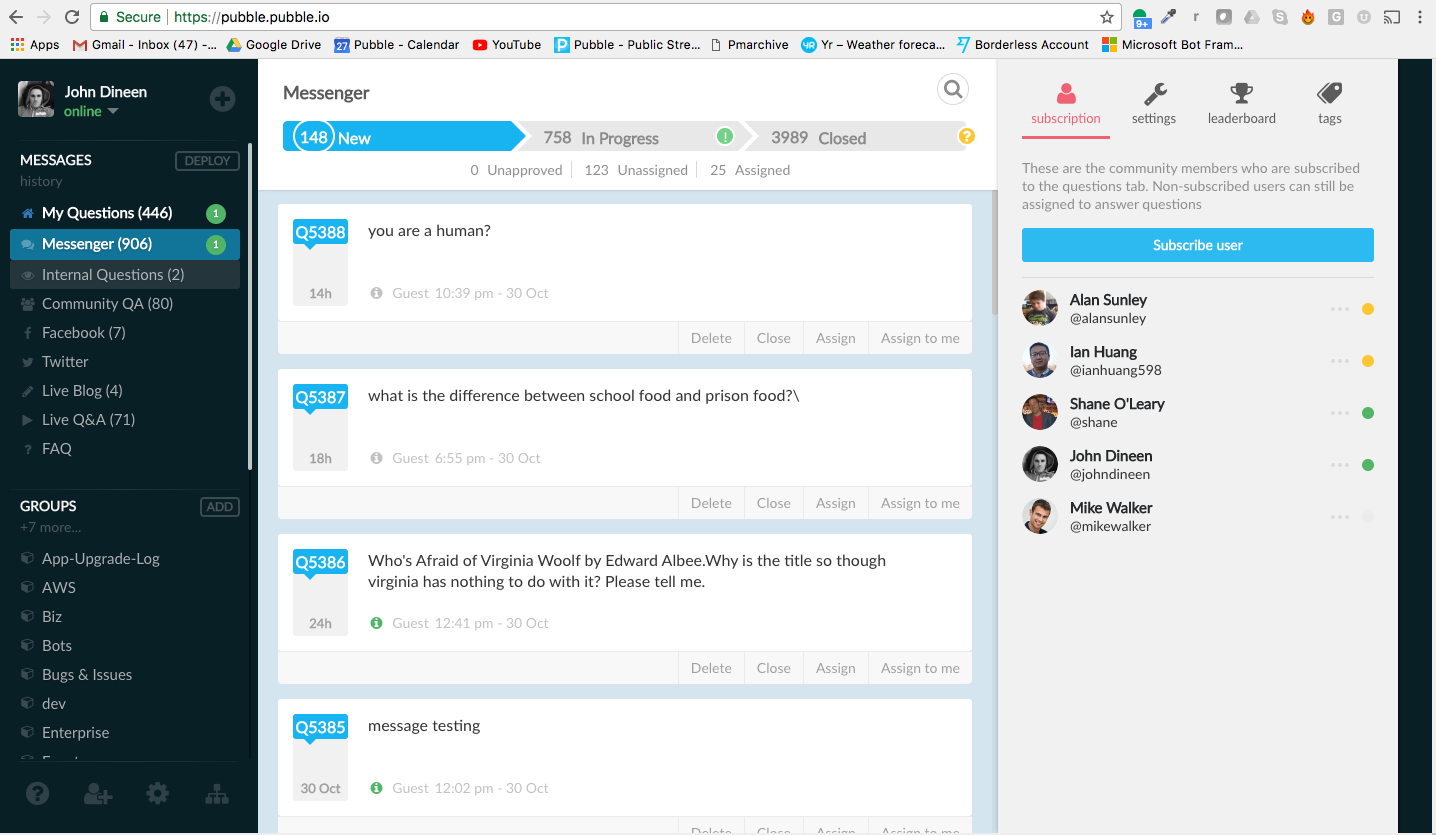 Secure https://pubble.pubble.io
9+
r
G
U
Apps Gmail - Inbox (47) -... Google Drive 27 Pubble - Calendar YouTube Pubble - Public Stre... Pmarchive YR Yr – Weather foreca... Borderless Account Microsoft Bot Fram...
John Dineen
online
MESSAGES DEPLOY
history
My Questions (446) 1
Messenger (906) 1
Internal Questions (2)
Community QA (80)
Facebook (7)
Twitter
Live Blog (4)
Live Q&A (71)
? FAQ
GROUPS ADD
+7 more...
App-Upgrade-Log
AWS
Biz
Bots
Bugs & Issues
dev
Enterprise
?
Messenger
148 New 758 In Progress ! 3989 Closed ?
0 Unapproved 123 Unassigned 25 Assigned
Q5388 you are a human?
14h Guest 10:39 pm - 30 Oct
Delete Close Assign Assign to me
Q5387 what is the difference between school food and prison food?\
18h Guest 6:55 pm - 30 Oct
Delete Close Assign Assign to me
Q5386 Who's Afraid of Virginia Woolf by Edward Albee.Why is the title so though
virginia has nothing to do with it? Please tell me.
24h Guest 12:41 pm - 30 Oct
Delete Close Assign Assign to me
Q5385 message testing
30 Oct Guest 12:02 pm - 30 Oct
Delete Close Assign Assign to me
subscription settings leaderboard tags
These are the community members who are subscribed
to the questions tab. Non-subscribed users can still be
assigned to answer questions
Subscribe user
Alan Sunley
@alansunley
Ian Huang
@ianhuang598
Shane O'Leary
@shane
John Dineen
@johndineen
Mike Walker
@mikewalker